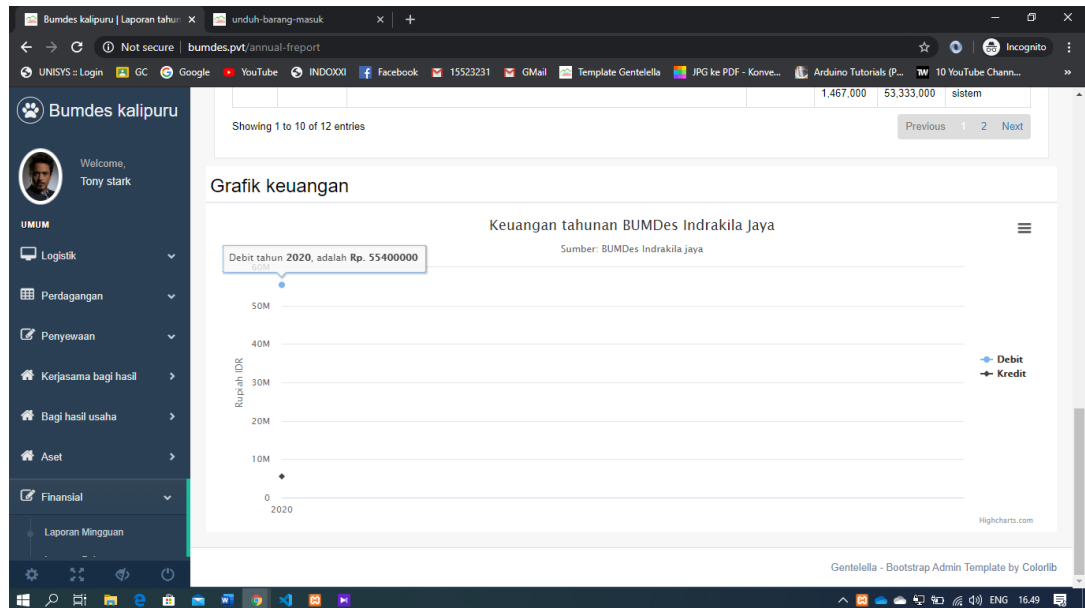 Bumdes kalipuru | Laporan tahun
unduh-barang-masuk
Not secure | bumdes.pvt/annual-freport
Incognito
UNISYS :: Login
GC
Google
YouTube
INDOXXI
Facebook
15523231
GMail
Template Gentelella
JPG ke PDF - Konve...
Arduino Tutorials (P...
10 YouTube Chann...
»
Bumdes kalipuru
Welcome,
Tony stark
UMUM
Logistik
Perdagangan
Penyewaan
Kerjasama bagi hasil
Bagi hasil usaha
Aset
Finansial
Laporan Mingguan
1,467,000 53,333,000 sistem
Showing 1 to 10 of 12 entries
Previous 1 2 Next
Grafik keuangan
Keuangan tahunan BUMDes Indrakila Jaya
Sumber: BUMDes Indrakila jaya
Debit tahun 2020, adalah Rp. 55400000
60M
50M
40M
30M
20M
10M
0
Rupiah IDR
2020
Debit
Kredit
Highcharts.com
Gentelella - Bootstrap Admin Template by Colorlib
ENG 16.49